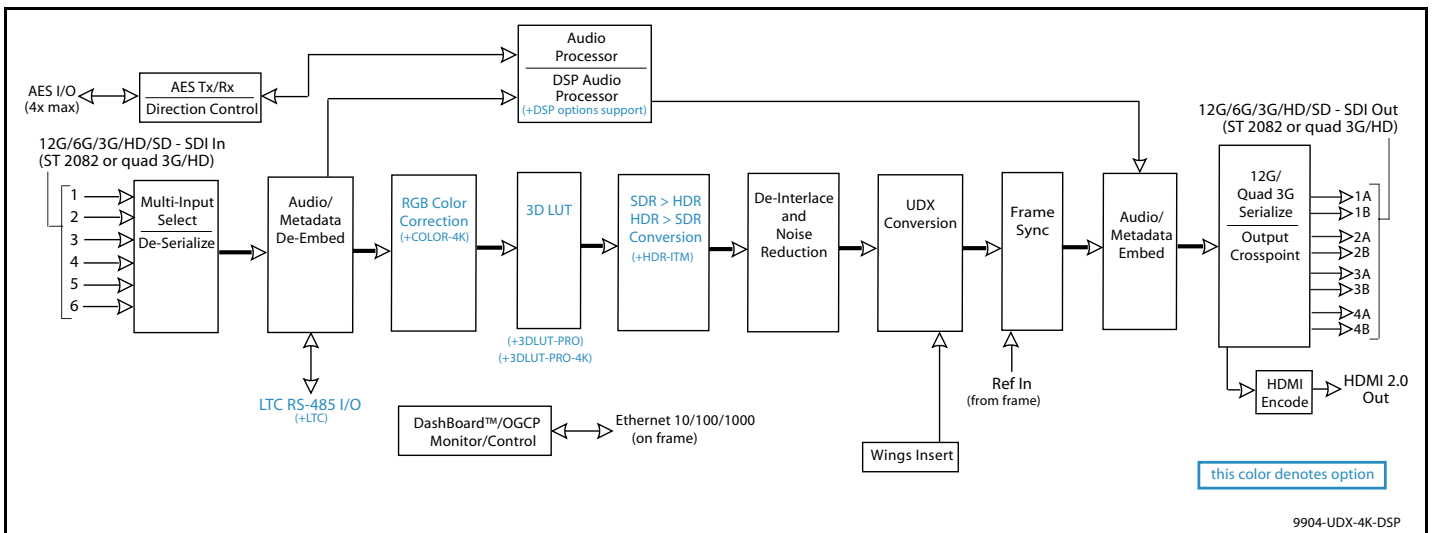 Audio
Processor
DSP Audio
Processor
(+DSP options support)
AES I/O
(4x max)
AES Tx/Rx
Direction Control
12G/6G/3G/HD/SD - SDI In
(ST 2082 or quad 3G/HD)
1
2
3
4
5
6
Multi-Input
Select
De-Serialize
Audio/
Metadata
De-Embed
LTC RS-485 I/O
(+LTC)
RGB Color
Correction
(+COLOR-4K)
3D LUT
(+3DLUT-PRO)
(+3DLUT-PRO-4K)
SDR > HDR
HDR > SDR
Conversion
(+HDR-ITM)
De-Interlace
and
Noise
Reduction
UDX
Conversion
Wings Insert
Frame
Sync
Ref In
(from frame)
Audio/
Metadata
Embed
12G/6G/3G/HD/SD - SDI Out
(ST 2082 or quad 3G/HD)
12G/
Quad 3G
Serialize
Output
Crosspoint
1A
1B
2A
2B
3A
3B
4A
4B
HDMI
Encode
HDMI 2.0
Out
DashBoard™/OGCP
Monitor/Control
Ethernet 10/100/1000
(on frame)
this color denotes option
9904-UDX-4K-DSP